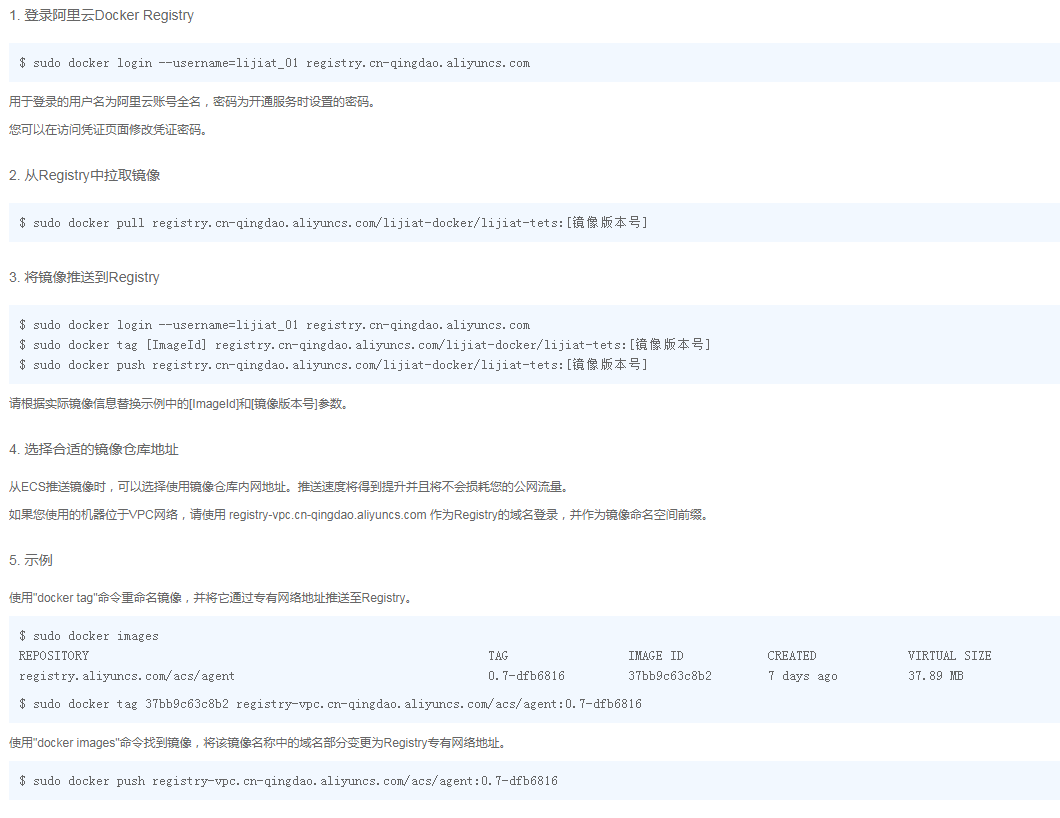 1. 登录阿里云Docker Registry
$ sudo docker login --username=lijiat_01 registry.cn-qingdao.aliyuncs.com
用于登录的用户名为阿里云账号全名，密码为开通服务时设置的密码。
您可以在访问凭证页面修改凭证密码。
2. 从Registry中拉取镜像
$ sudo docker pull registry.cn-qingdao.aliyuncs.com/lijiat-docker/lijiat-tets:[镜像版本号]
3. 将镜像推送到Registry
$ sudo docker login --username=lijiat_01 registry.cn-qingdao.aliyuncs.com
$ sudo docker tag [ImageId] registry.cn-qingdao.aliyuncs.com/lijiat-docker/lijiat-tets:[镜像版本号]
$ sudo docker push registry.cn-qingdao.aliyuncs.com/lijiat-docker/lijiat-tets:[镜像版本号]
请根据实际镜像信息替换示例中的[ImageId]和[镜像版本号]参数。
4. 选择合适的镜像仓库地址
从ECS推送镜像时，可以选择使用镜像仓库内网地址。推送速度将得到提升并且将不会损耗您的公网流量。
如果您使用的机器位于VPC网络，请使用 registry-vpc.cn-qingdao.aliyuncs.com 作为Registry的域名登录，并作为镜像命名空间前缀。
5. 示例
使用"docker tag"命令重命名镜像，并将它通过专有网络地址推送至Registry。
$ sudo docker images
REPOSITORY TAG IMAGE ID CREATED VIRTUAL SIZE
registry.aliyuncs.com/acs/agent 0.7-dfb6816 37bb9c63c8b2 7 days ago 37.89 MB
$ sudo docker tag 37bb9c63c8b2 registry-vpc.cn-qingdao.aliyuncs.com/acs/agent:0.7-dfb6816
使用"docker images"命令找到镜像，将该镜像名称中的域名部分变更为Registry专有网络地址。
$ sudo docker push registry-vpc.cn-qingdao.aliyuncs.com/acs/agent:0.7-dfb6816